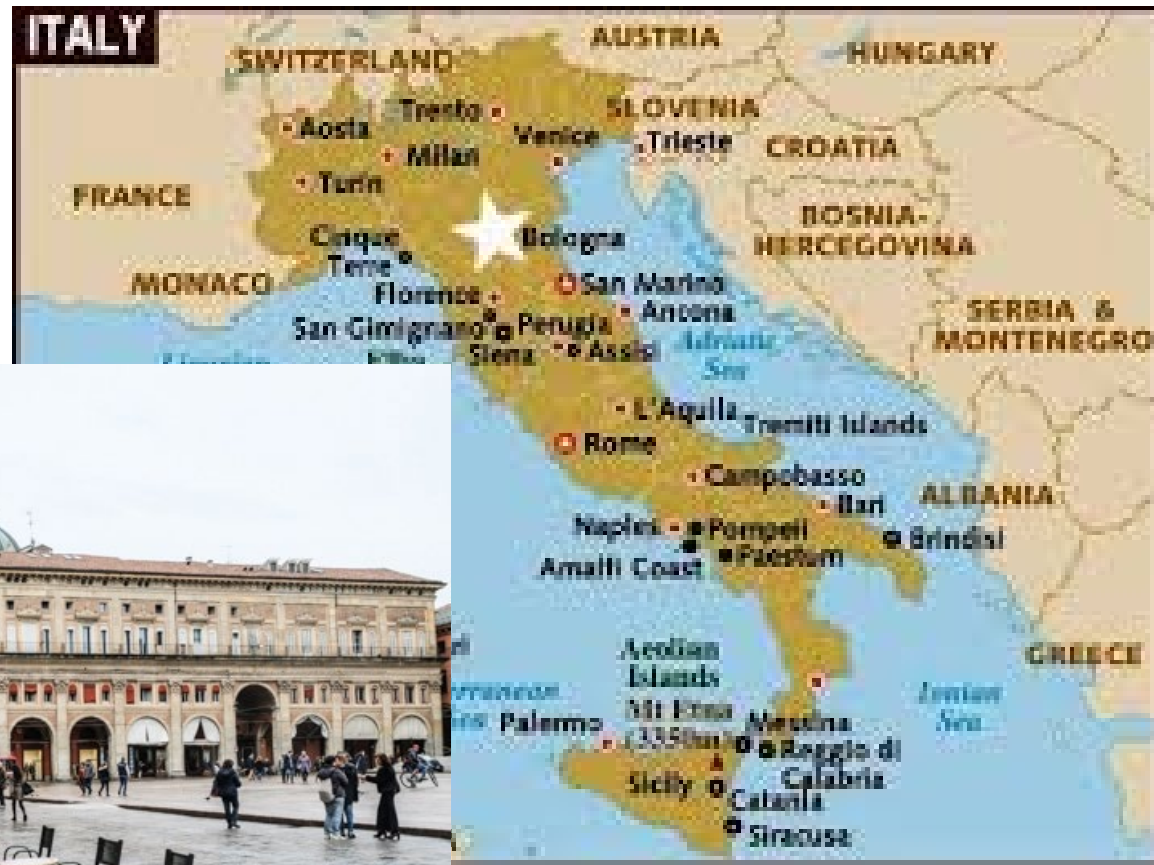 ITALY
AUSTRIA
HUNGARY
SWITZERLAND
Trento
SLOVENIA
Aosta
Venice
Trieste
Milan
CROATIA
Turin
FRANCE
BOSNIA-
HERCEGOVINA
Cinque
Terre
Bologna
MONACO
San Marino
Florence
Ancona
SERBIA &
MONTENEGRO
San Gimignano
Perugia
Siena
Assisi
Adriatic
Sea
L'Aquila
Tremiti Islands
Rome
Campobasso
Bari
ALBANIA
Naples
Pompeii
Brindisi
Amalfi Coast
Paestum
Aeolian
Islands
GREECE
Ionian
Sea
Palermo
Mt Etna
(3350m)
Messina
Reggio di
Calabria
Sicily
Catania
Siracusa